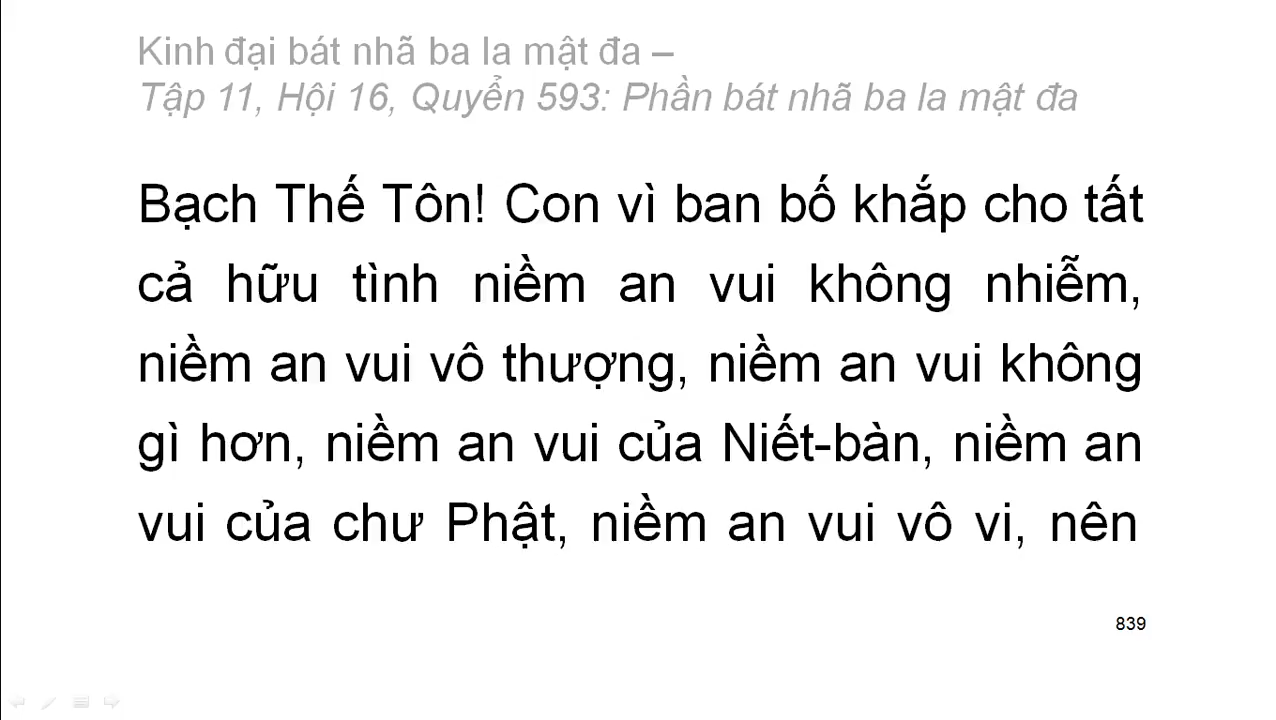 Kinh đại bát nhã ba la mật đa –
Tập 11, Hội 16, Quyển 593: Phần bát nhã ba la mật đa
Bạch Thế Tôn! Con vì ban bố khắp cho tất
cả hữu tình niềm an vui không nhiễm,
niềm an vui vô thượng, niềm an vui không
gì hơn, niềm an vui của Niết-bàn, niềm an
vui của chư Phật, niềm an vui vô vi, nên
839